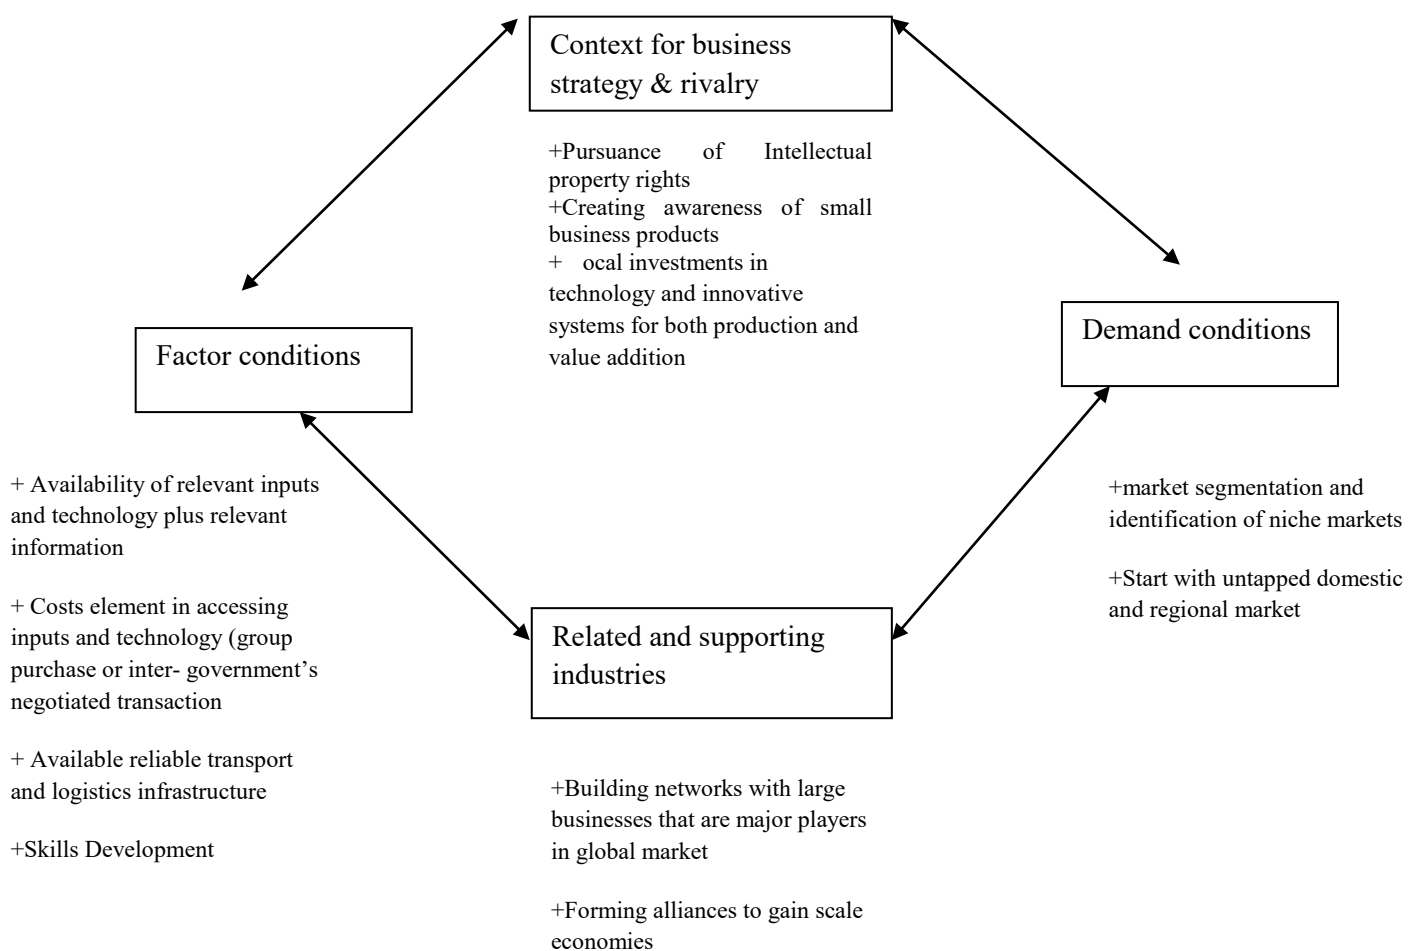 Context for business
strategy & rivalry
+Pursuance of Intellectual
property rights
+Creating awareness of small
business products
+ ocal investments in
technology and innovative
systems for both production and
value addition
Factor conditions
Demand conditions
+ Availability of relevant inputs
and technology plus relevant
information
+ Costs element in accessing
inputs and technology (group
purchase or inter- government’s
negotiated transaction
+ Available reliable transport
and logistics infrastructure
+Skills Development
+market segmentation and
identification of niche markets
+Start with untapped domestic
and regional market
Related and supporting
industries
+Building networks with large
businesses that are major players
in global market
+Forming alliances to gain scale
economies